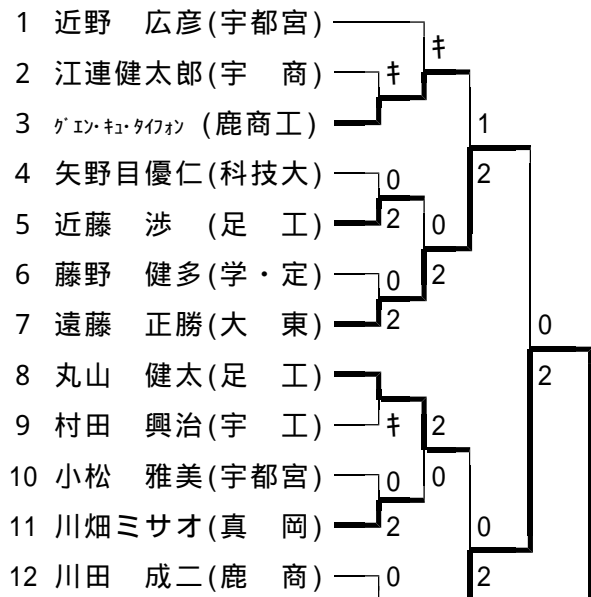 1 近野 広彦(宇都宮)
キ
2 江連健太郎(宇 商)
キ
3 グエン・キュ・タイフォン (鹿商工)
1
4 矢野目優仁(科技大)
0
2
5 近藤 渉 (足 工)
2
0
6 藤野 健多(学・定)
0
2
7 遠藤 正勝(大 東)
2
0
8 丸山 健太(足 工)
2
9 村田 興治(宇 工)
キ
2
10 小松 雅美(宇都宮)
0
0
11 川畑ミサオ(真 岡)
2
0
12 川田 成二(鹿 商)
0
2